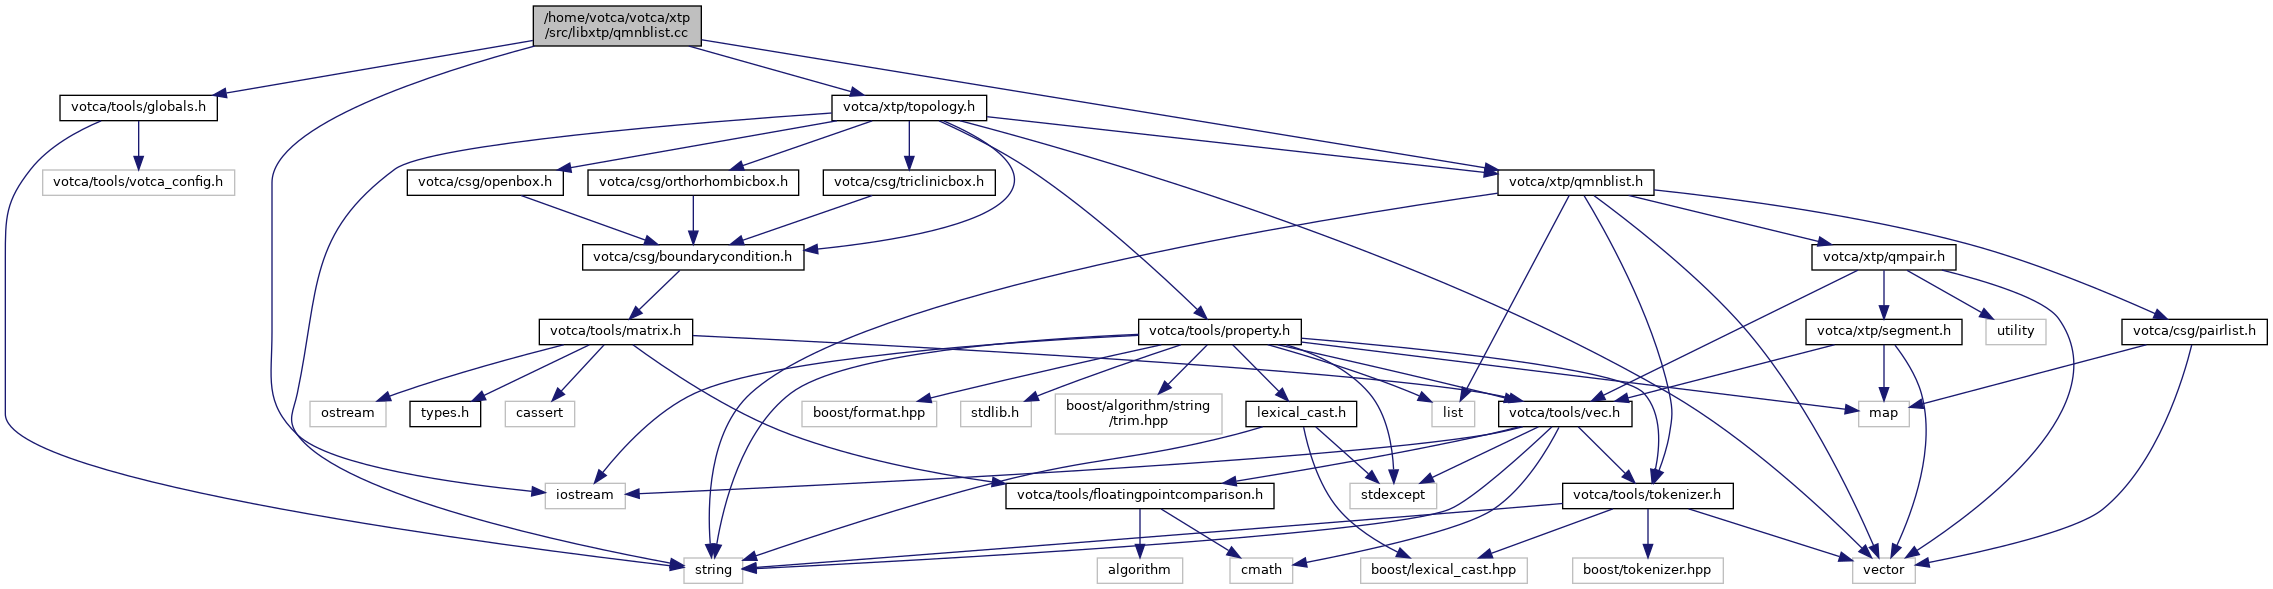 /home/votca/votca/xtp
/src/libxtp/qmnblist.cc
votca/tools/globals.h
votca/xtp/topology.h
votca/tools/votca_config.h
votca/csg/openbox.h
votca/csg/orthorhombicbox.h
votca/csg/triclinicbox.h
votca/xtp/qmnblist.h
votca/csg/boundarycondition.h
votca/xtp/qmpair.h
votca/tools/matrix.h
votca/tools/property.h
votca/xtp/segment.h
utility
votca/csg/pairlist.h
ostream
types.h
cassert
boost/format.hpp
stdlib.h
boost/algorithm/string
/trim.hpp
lexical_cast.h
list
votca/tools/vec.h
map
iostream
votca/tools/floatingpointcomparison.h
stdexcept
votca/tools/tokenizer.h
string
algorithm
cmath
boost/lexical_cast.hpp
boost/tokenizer.hpp
vector